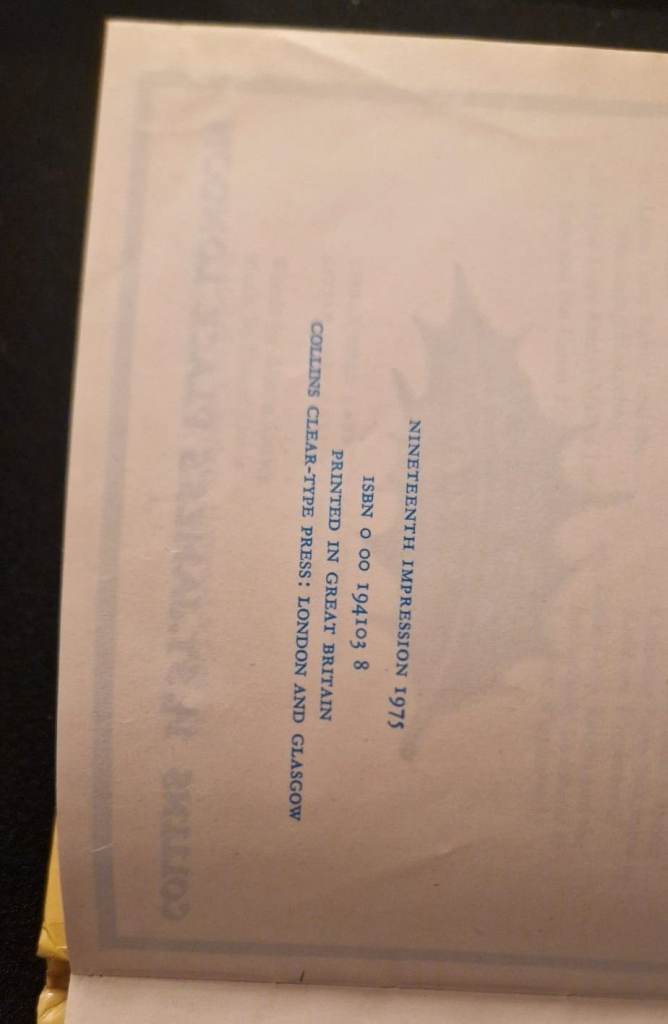 NINETEENTH IMPRESSION 1975
ISBN 0 00 194103 8
PRINTED IN GREAT BRITAIN
COLLINS CLEAR-TYPE PRESS: LONDON AND GLASGOW